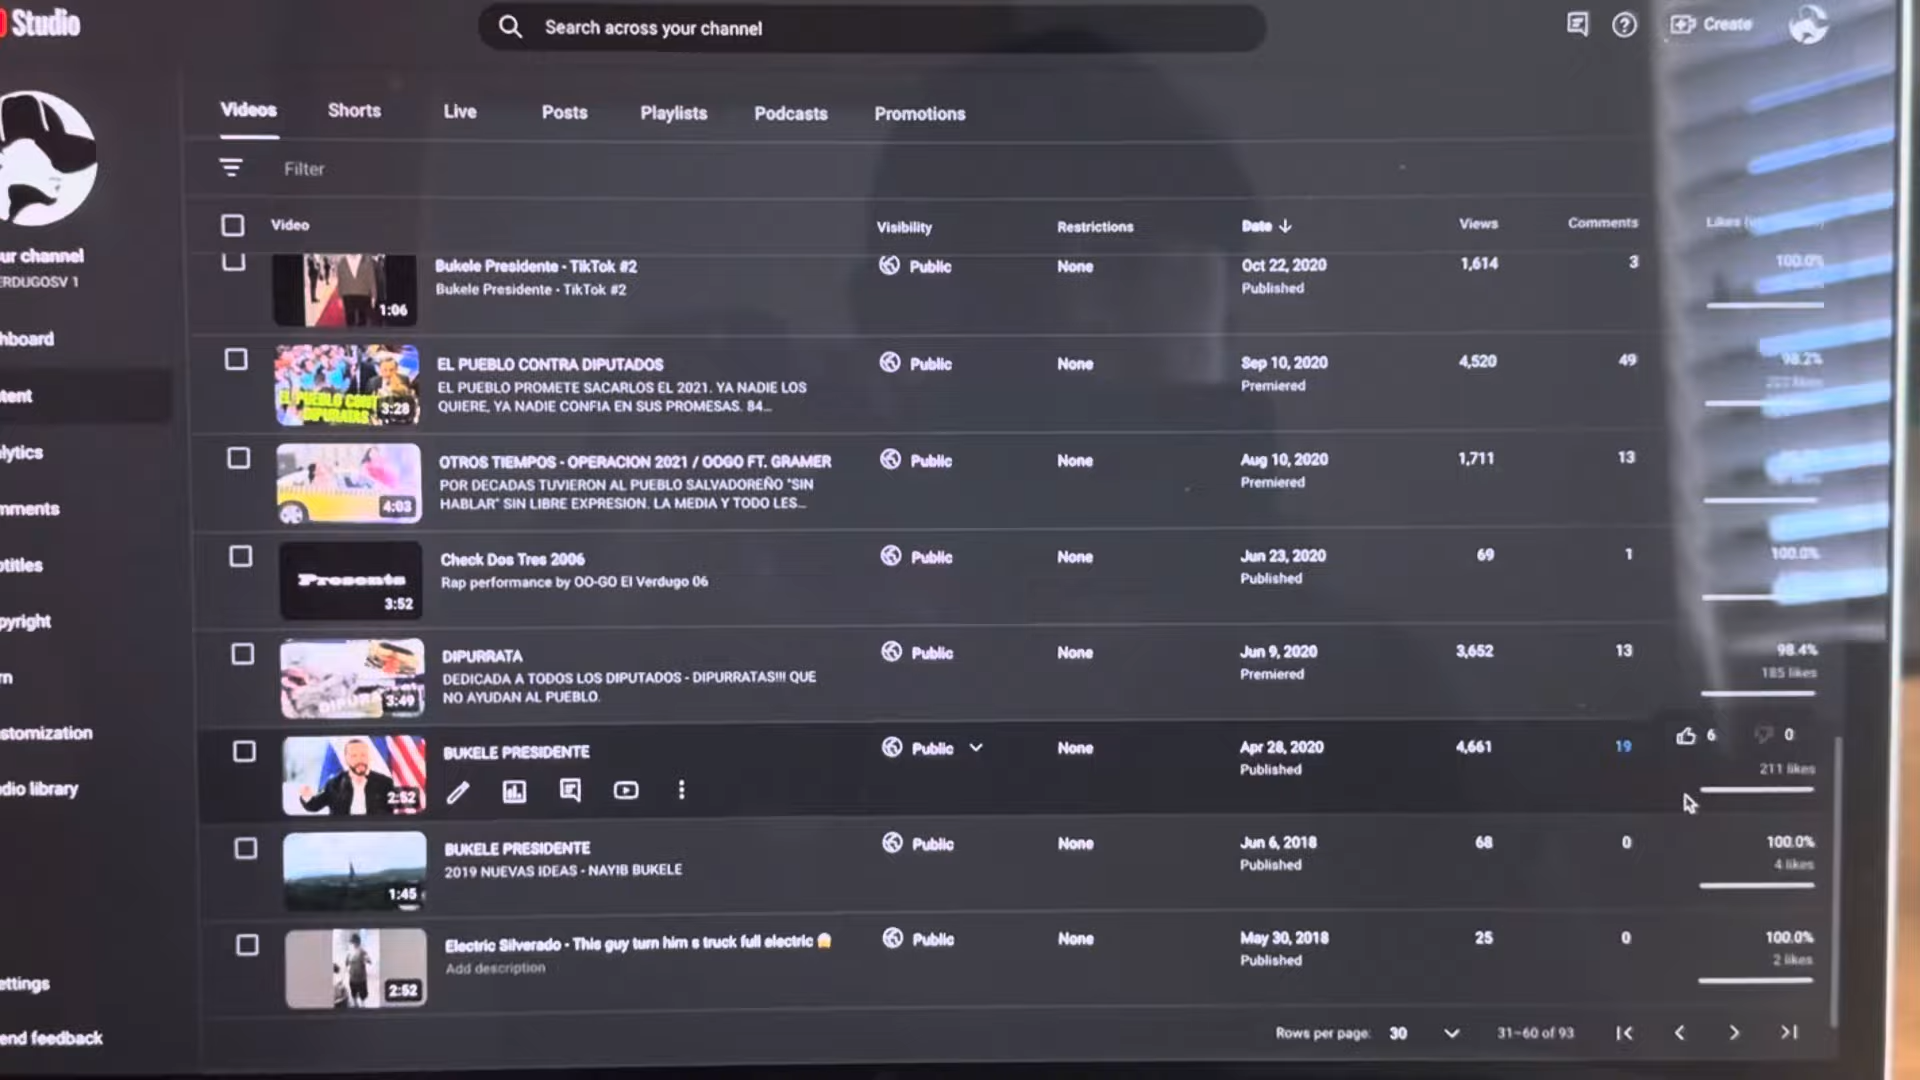 Studio
Search across your channel
Create
Videos
Shorts
Live
Posts
Playlists
Podcasts
Promotions
Filter
ur channel
ERDUGOSV 1
hboard
tent
lytics
mments
otitles
pyright
rn
stomization
dio library
ettings
end feedback
Video
Visibility
Restrictions
Date
Views
Comments
Likes
1:06
Bukele Presidente - TikTok #2
Bukele Presidente - TikTok #2
Public
None
Oct 22, 2020
Published
1,614
3
100.0%
EL PUEBLO CONT
DIPURATAS
3:28
EL PUEBLO CONTRA DIPUTADOS
EL PUEBLO PROMETE SACARLOS EL 2021. YA NADIE LOS
QUIERE, YA NADIE CONFIA EN SUS PROMESAS. 84...
Public
None
Sep 10, 2020
Premiered
4,520
49
98.2%
likes
4:03
OTROS TIEMPOS - OPERACION 2021 / OOGO FT. GRAMER
POR DECADAS TUVIERON AL PUEBLO SALVADOREÑO "SIN
HABLAR" SIN LIBRE EXPRESION. LA MEDIA Y TODO LES...
Public
None
Aug 10, 2020
Premiered
1,711
13
Presents
3:52
Check Dos Tres 2006
Rap performance by OO-GO El Verdugo 06
Public
None
Jun 23, 2020
Published
69
1
100.0%
3:49
DIPURRATA
DEDICADA A TODOS LOS DIPUTADOS - DIPURRATAS!!! QUE
NO AYUDAN AL PUEBLO.
Public
None
Jun 9, 2020
Premiered
3,652
13
98.4%
185 likes
2:52
BUKELE PRESIDENTE
Public
None
Apr 28, 2020
Published
4,661
19
6
0
211 likes
1:45
BUKELE PRESIDENTE
2019 NUEVAS IDEAS - NAYIB BUKELE
Public
None
Jun 6, 2018
Published
68
0
100.0%
4 likes
2:52
Electric Silverado - This guy turn him s truck full electric
Add description
Public
None
May 30, 2018
Published
25
0
100.0%
2 likes
Rows per page: 30
31–60 of 93